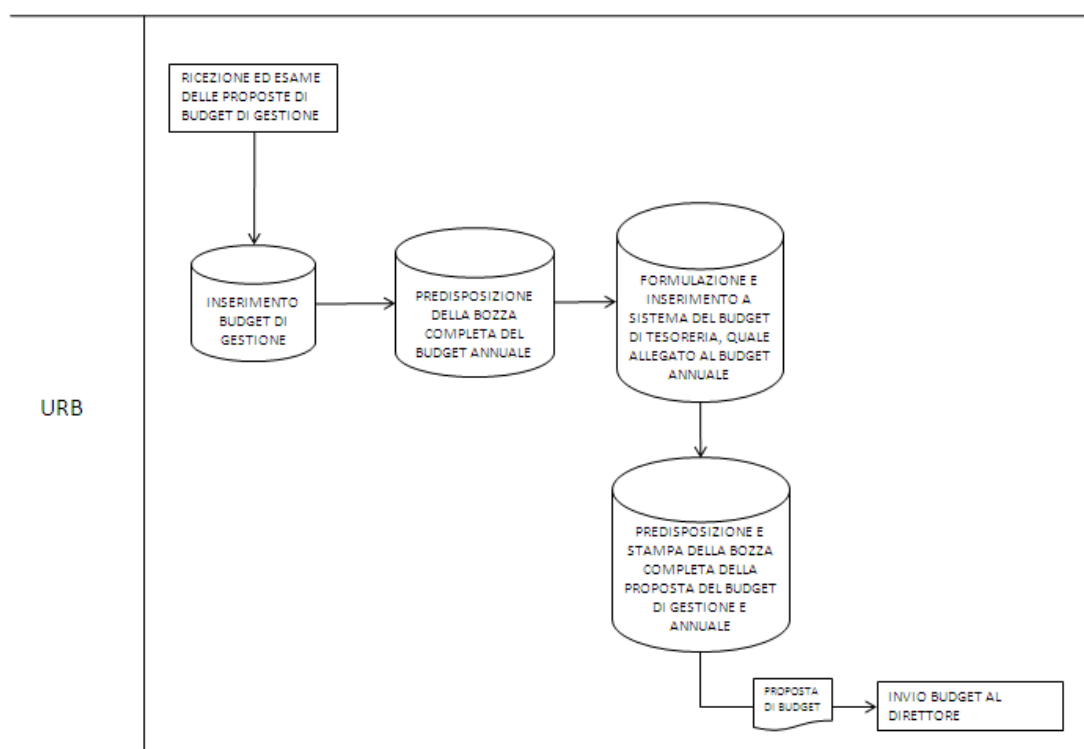 RICEZIONE ED ESAME
DELLE PROPOSTE DI
BUDGET DI GESTIONE
INSERIMENTO
BUDGET DI
GESTIONE
PREDISPOSIZIONE
DELLA BOZZA
COMPLETA DEL
BUDGET ANNUALE
FORMULAZIONE E
INSERIMENTO A
SISTEMA DEL BUDGET
DI TESORERIA, QUALE
ALLEGATO AL BUDGET
ANNUALE
URB
PREDISPOSIZIONE E
STAMPA DELLA BOZZA
COMPLETA DELLA
PROPOSTA DEL BUDGET
DI GESTIONE E
ANNUALE
PROPOSTA
DI BUDGET
INVIO BUDGET AL
DIRETTORE